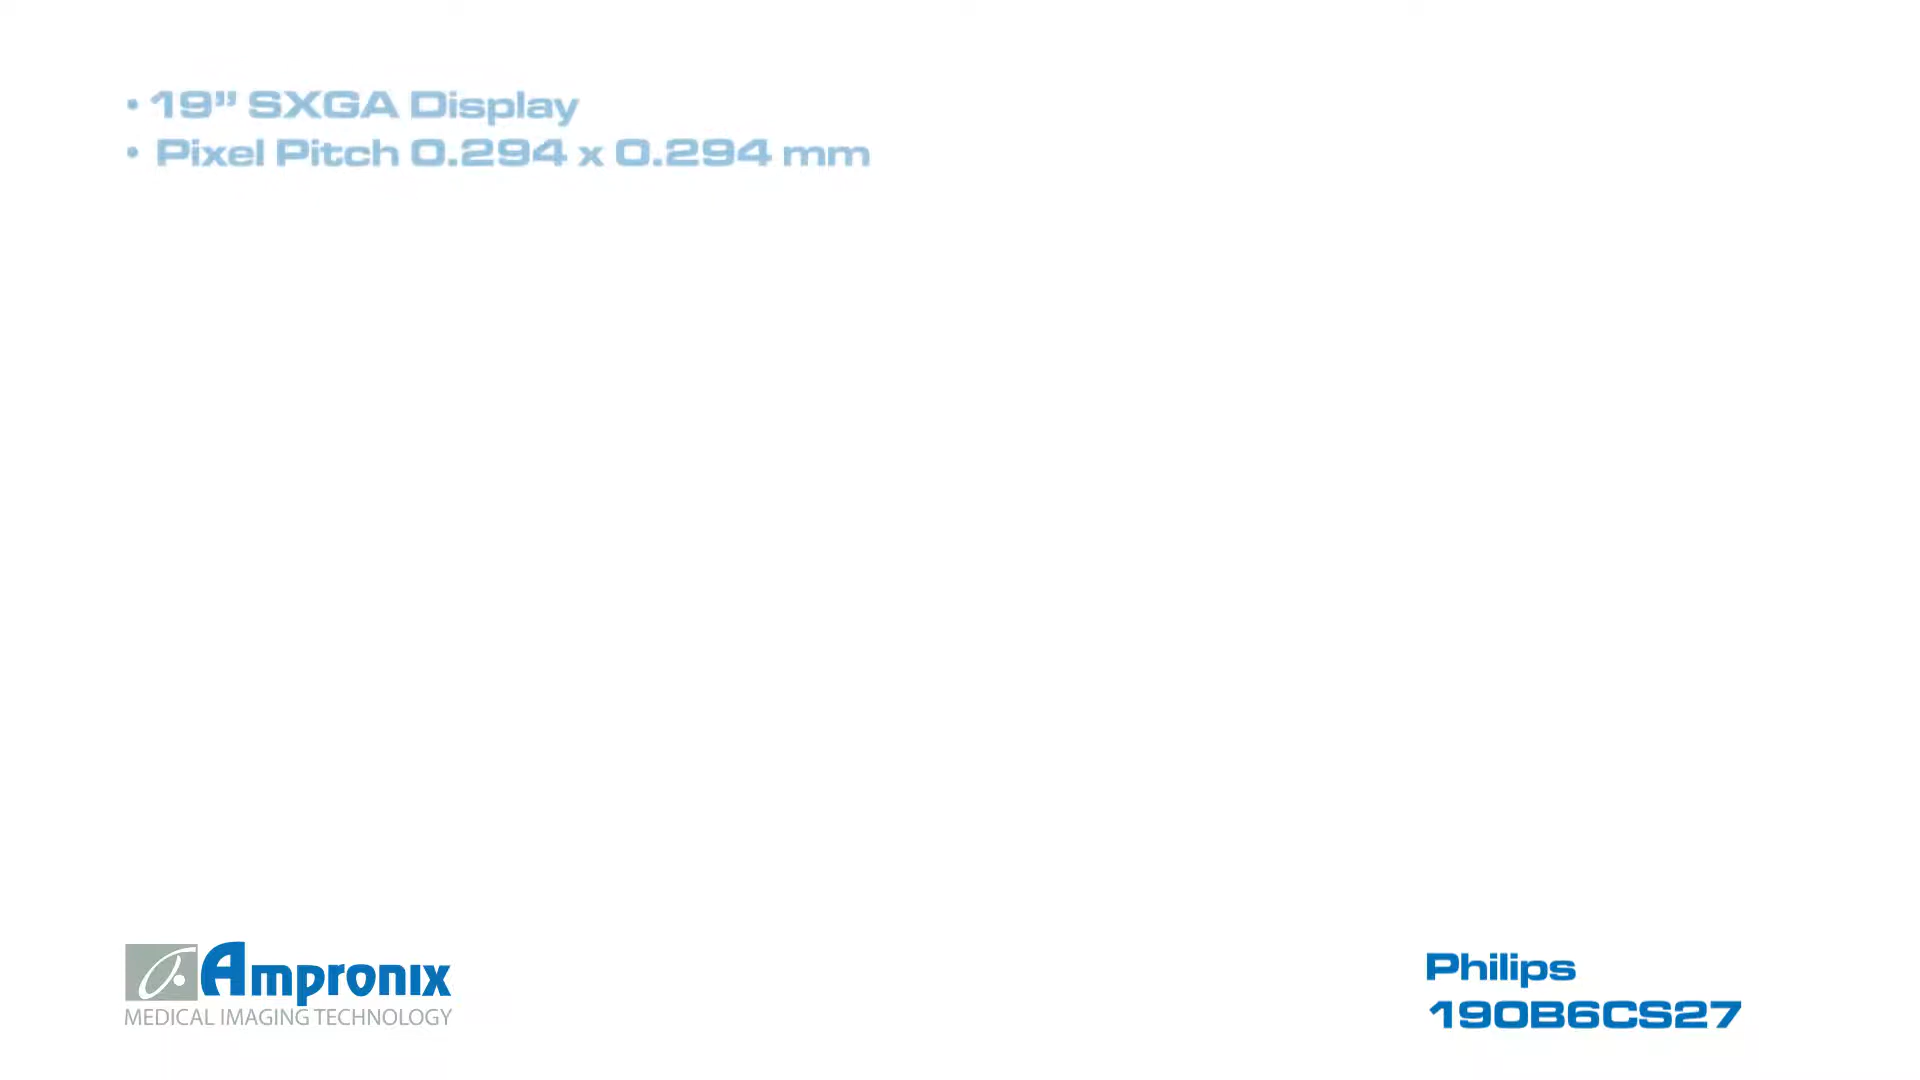 • 19” SXGA Display
• Pixel Pitch 0.294 x 0.294 mm
Ampronix
MEDICAL IMAGING TECHNOLOGY
Philips
190B6CS27